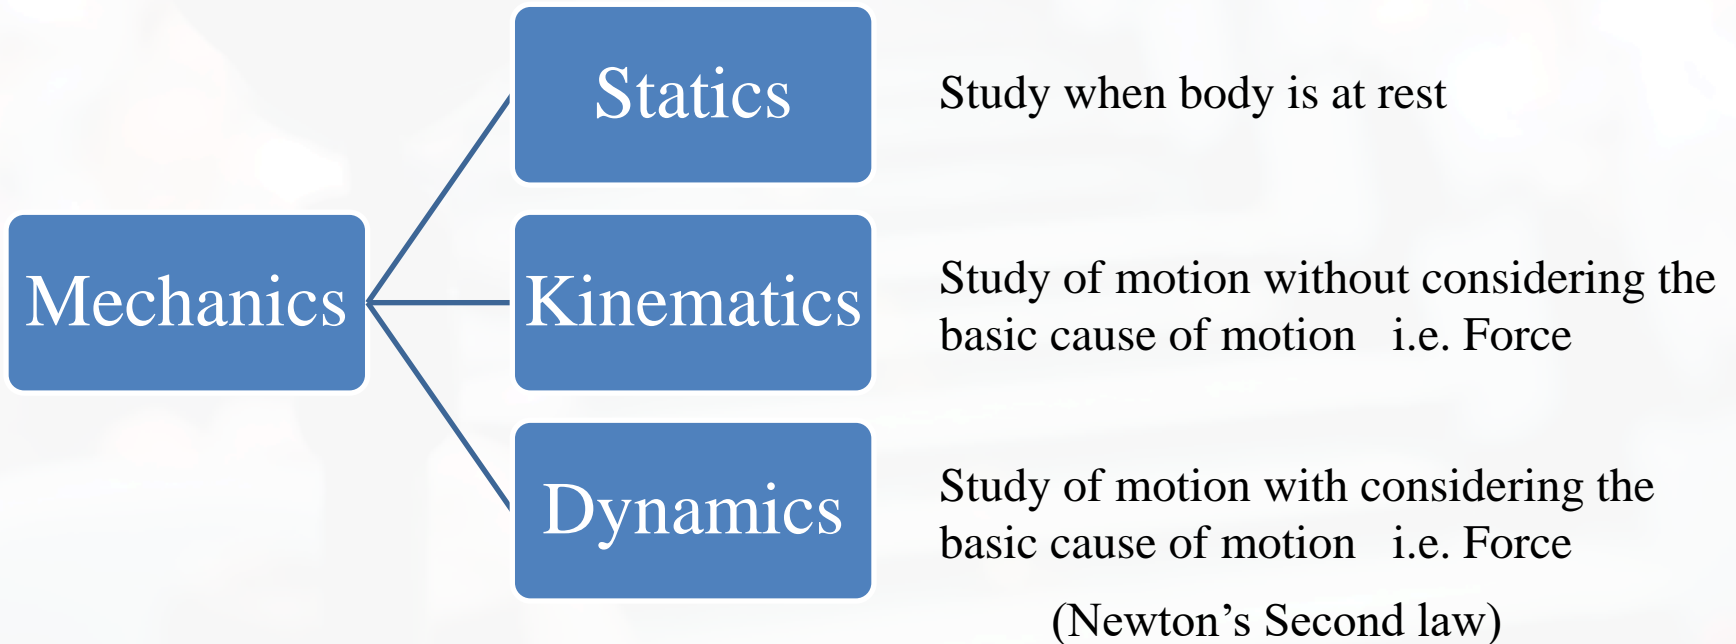 Statics
Study when body is at rest
Mechanics
Kinematics
Study of motion without considering the
basic cause of motion i.e. Force
Dynamics
Study of motion with considering the
basic cause of motion i.e. Force
(Newton’s Second law)